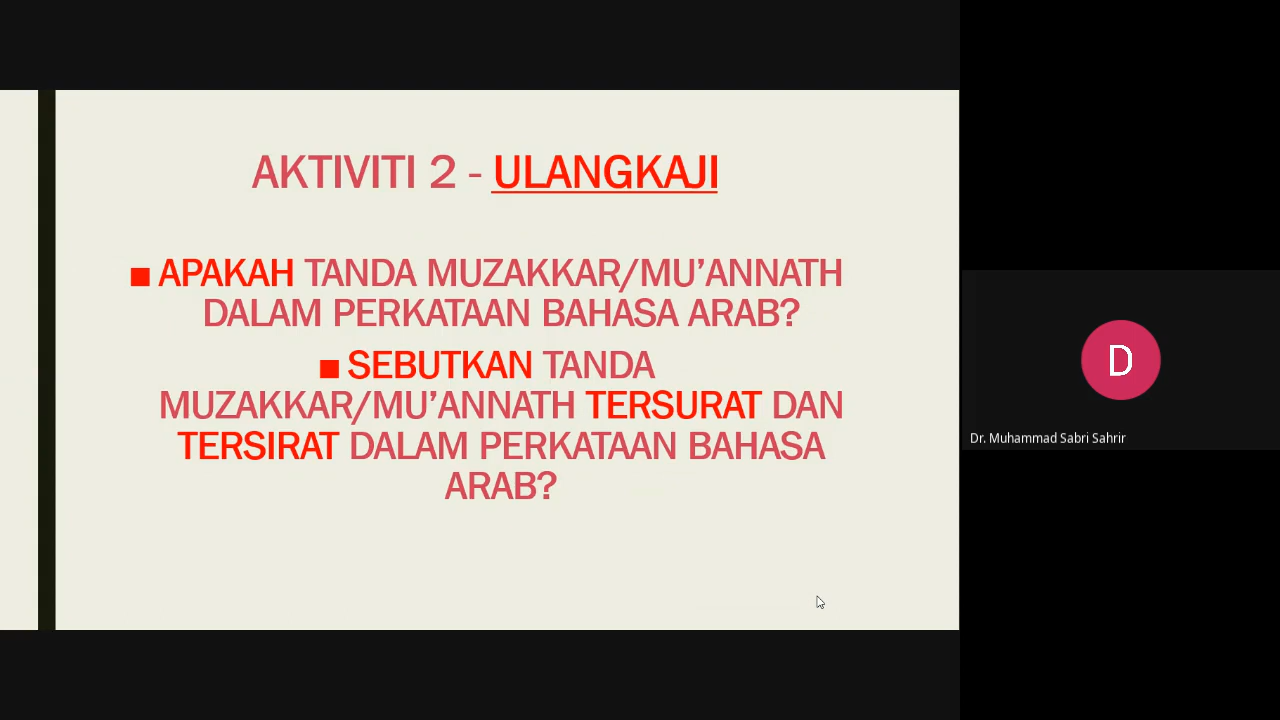 AKTIVITI 2 - ULANGKAJI
■ APAKAH TANDA MUZAKKAR/MU’ANNATH
DALAM PERKATAAN BAHASA ARAB?
■ SEBUTKAN TANDA
MUZAKKAR/MU’ANNATH TERSURAT DAN
TERSIRAT DALAM PERKATAAN BAHASA
ARAB?
D
Dr. Muhammad Sabri Sahrir